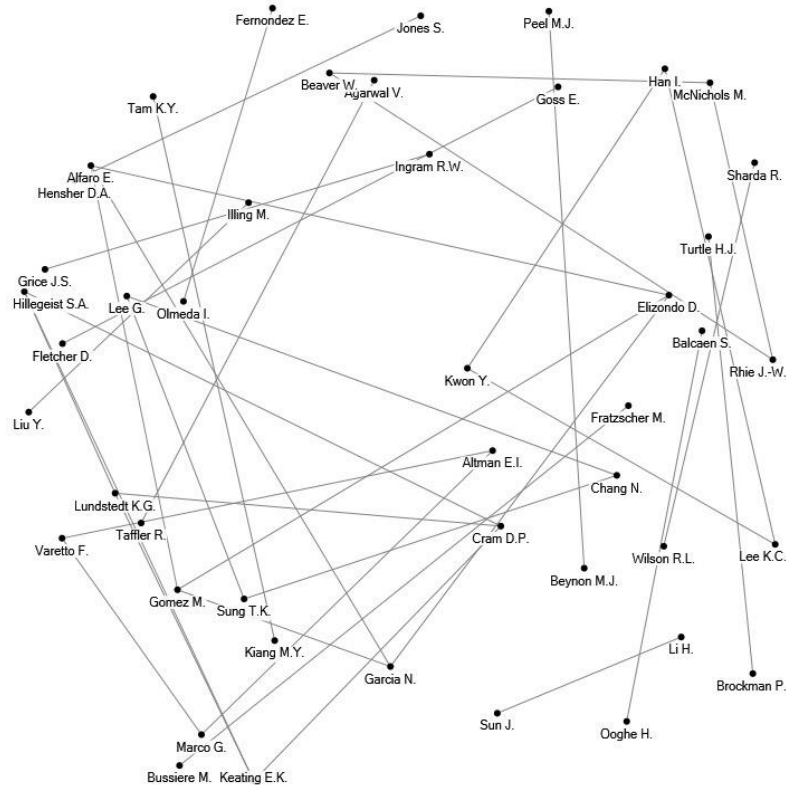 Fernondez E.
Jones S.
Peel M.J.
Beaver W.
Agarwal V.
Han I.
McNichols M.
Goss E.
Tam K.Y.
Ingram R.W.
Sharda R.
Alfaro E.
Hensher D.A.
Illing M.
Turtle H.J.
Grice J.S.
Hillegeist S.A.
Lee G.
Olmeda I.
Elizondo D.
Balcaen S.
Fletcher D.
Rhie J.-W.
Kwon Y.
Liu Y.
Fratzscher M.
Altman E.I.
Chang N.
Lundstedt K.G.
Taffler R.
Cram D.P.
Varetto F.
Wilson R.L.
Lee K.C.
Beynon M.J.
Gomez M.
Sung T.K.
Kiang M.Y.
Li H.
Garcia N.
Brockman P.
Sun J.
Ooghe H.
Marco G.
Bussiere M.
Keating E.K.